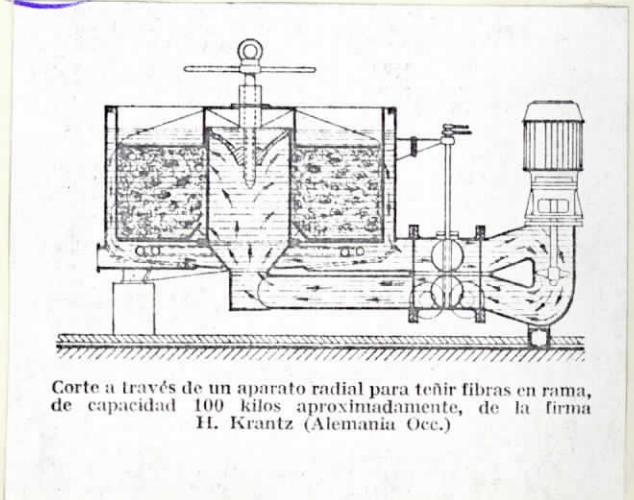 Corte a través de un aparato radial para teñir fibras en rama,
de capacidad 100 kilos aproximadamente, de la firma
H. Krantz (Alemania Occ.)